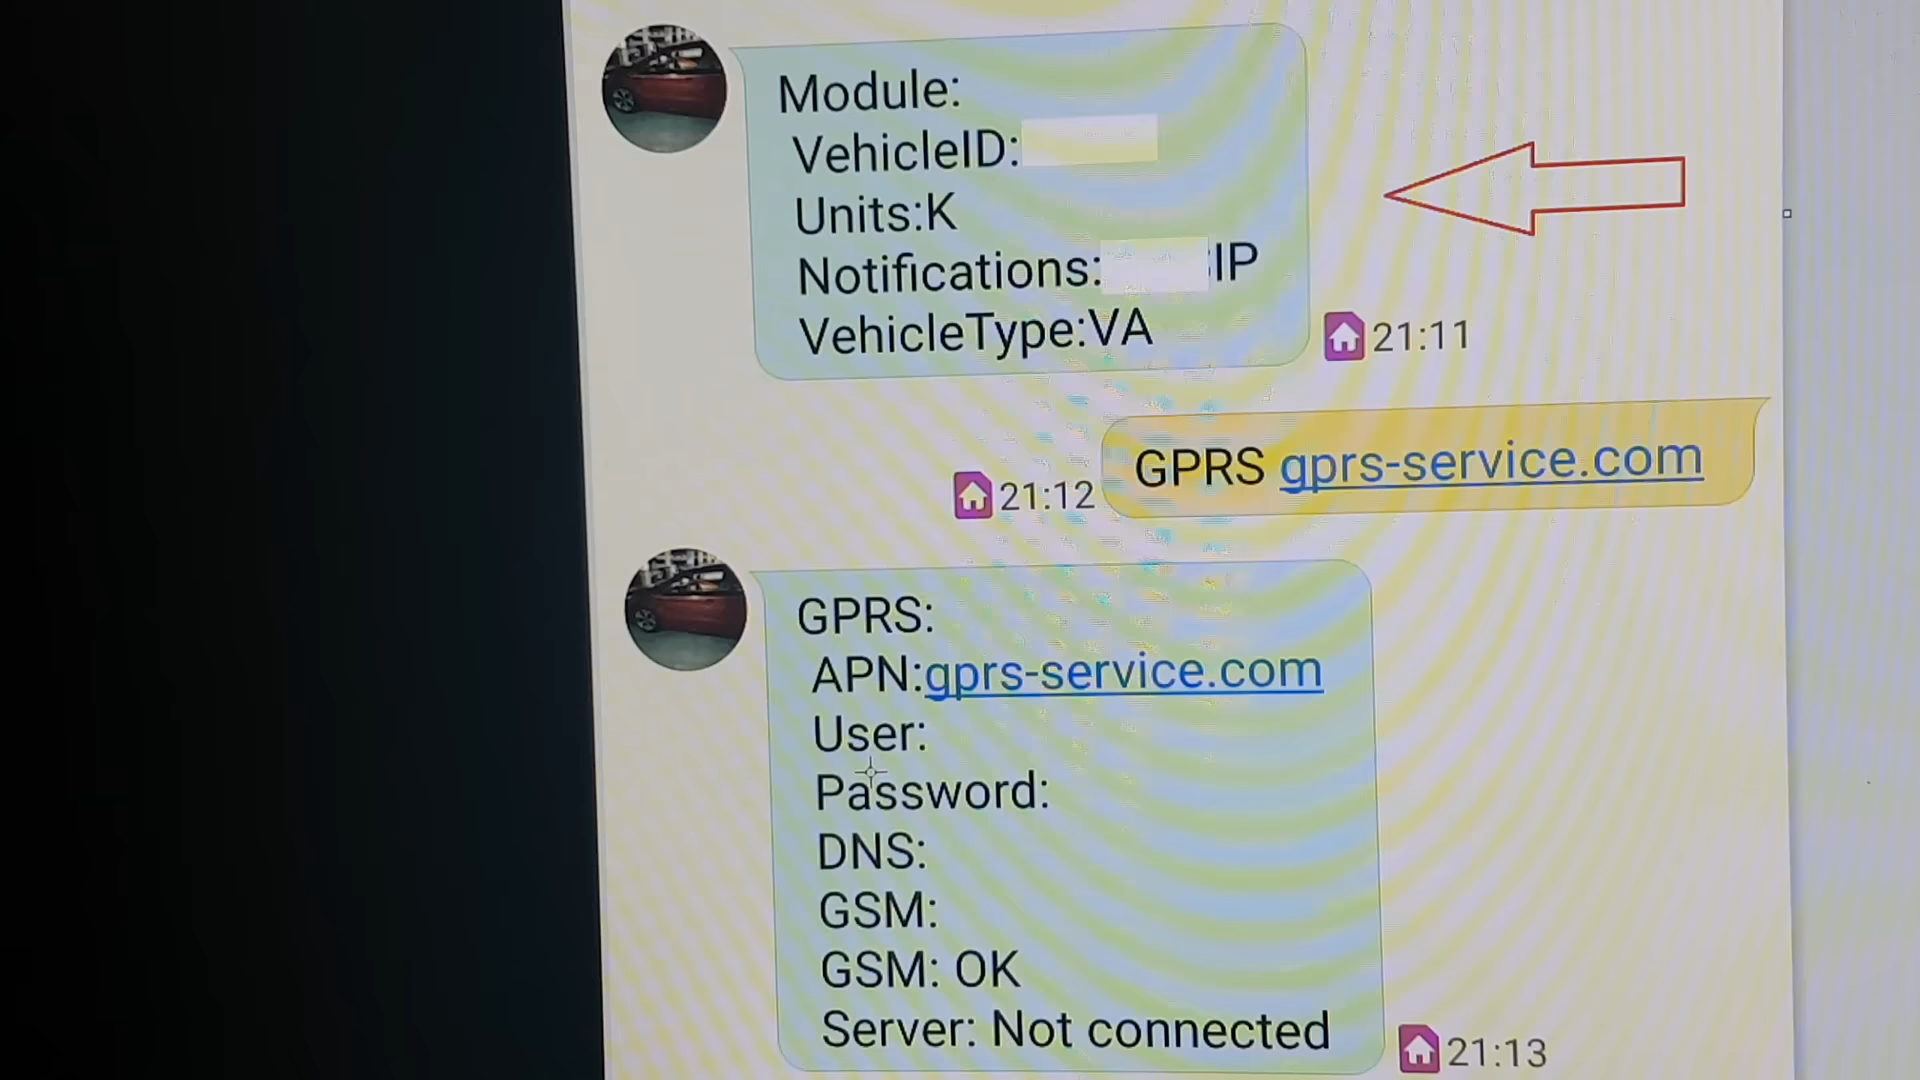 Module:
VehicleID:
Units:K
Notifications: IP
VehicleType:VA
21:11
GPRS gprs-service.com
21:12
GPRS:
APN:gprs-service.com
User:
Password:
DNS:
GSM:
GSM: OK
Server: Not connected
21:13